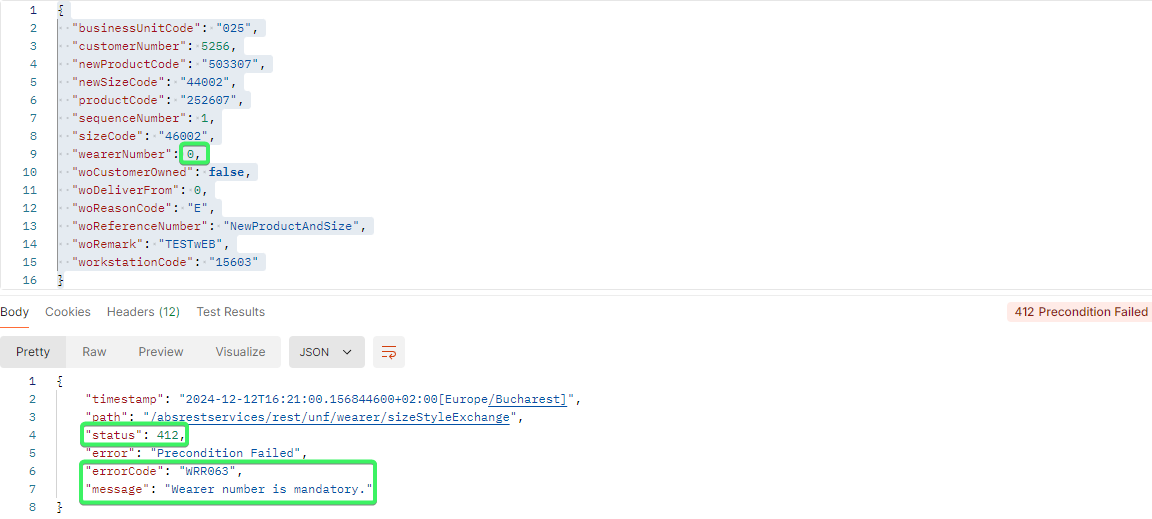 1 {
2 "businessUnitCode": "025",
3 "customerNumber": 5256,
4 "newProductCode": "503307",
5 "newSizeCode": "44002",
6 "productCode": "252607",
7 "sequenceNumber": 1,
8 "sizeCode": "46002",
9 "wearerNumber": 0,
10 "woCustomerOwned": false,
11 "woDeliverFrom": 0,
12 "woReasonCode": "E",
13 "woReferenceNumber": "NewProductAndSize",
14 "woRemark": "TESTwEB",
15 "workstationCode": "15603"
16 }
Body Cookies Headers (12) Test Results 412 Precondition Failed
Pretty Raw Preview Visualize JSON
1 {
2 "timestamp": "2024-12-12T16:21:00.156844600+02:00[Europe/Bucharest]",
3 "path": "/absrestservices/rest/unf/wearer/sizeStyleExchange",
4 "status": 412,
5 "error": "Precondition Failed",
6 "errorCode": "WRR063",
7 "message": "Wearer number is mandatory."
8 }